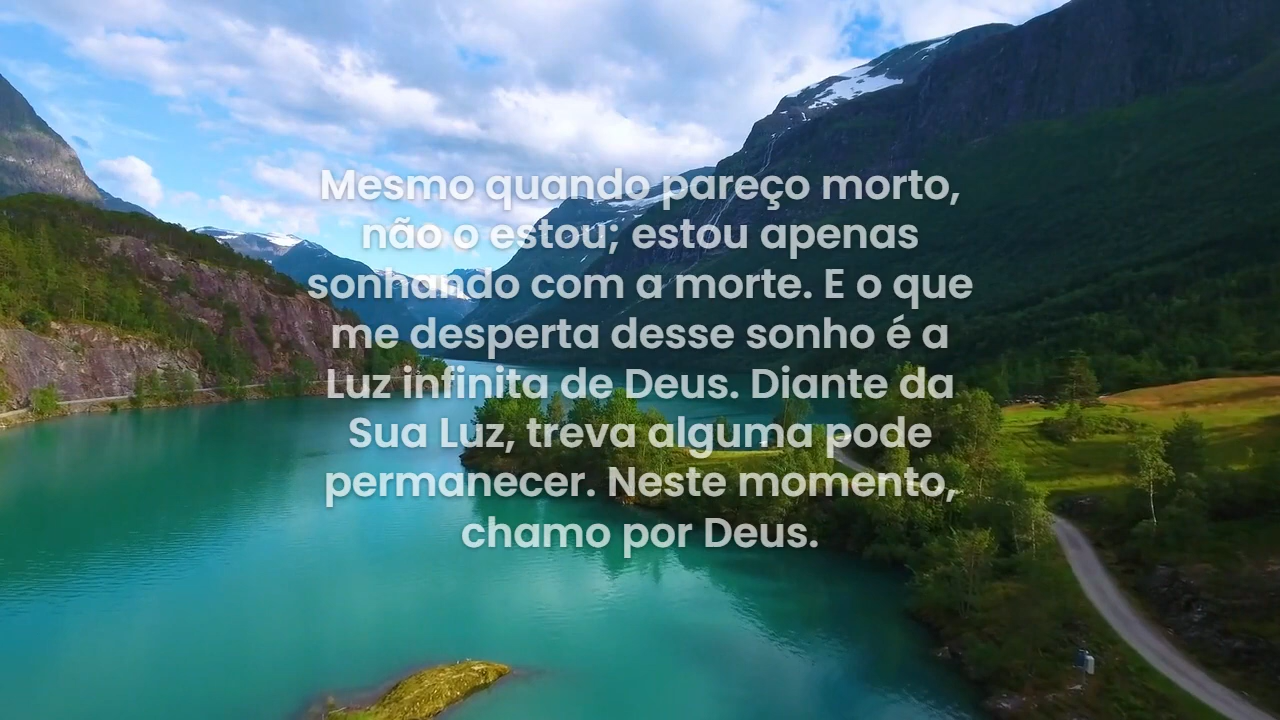 Mesmo quando pareço morto,
não o estou; estou apenas
sonhando com a morte. E o que
me desperta desse sonho é a
Luz infinita de Deus. Diante da
Sua Luz, treva alguma pode
permanecer. Neste momento,
chamo por Deus.